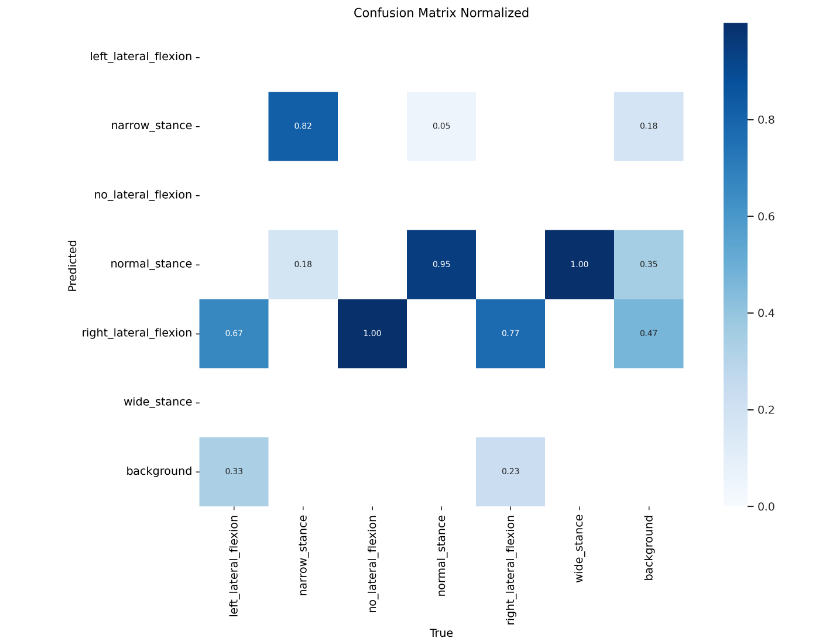 Confusion Matrix Normalized
left_lateral_flexion
narrow_stance
0.82
0.05
0.18
no_lateral_flexion
normal_stance
0.18
0.95
1.00
0.35
right_lateral_flexion
0.67
1.00
0.77
0.47
wide_stance
background
0.33
0.23
Predicted
left_lateral_flexion
narrow_stance
no_lateral_flexion
normal_stance
right_lateral_flexion
wide_stance
background
True
0.8
0.6
0.4
0.2
0.0